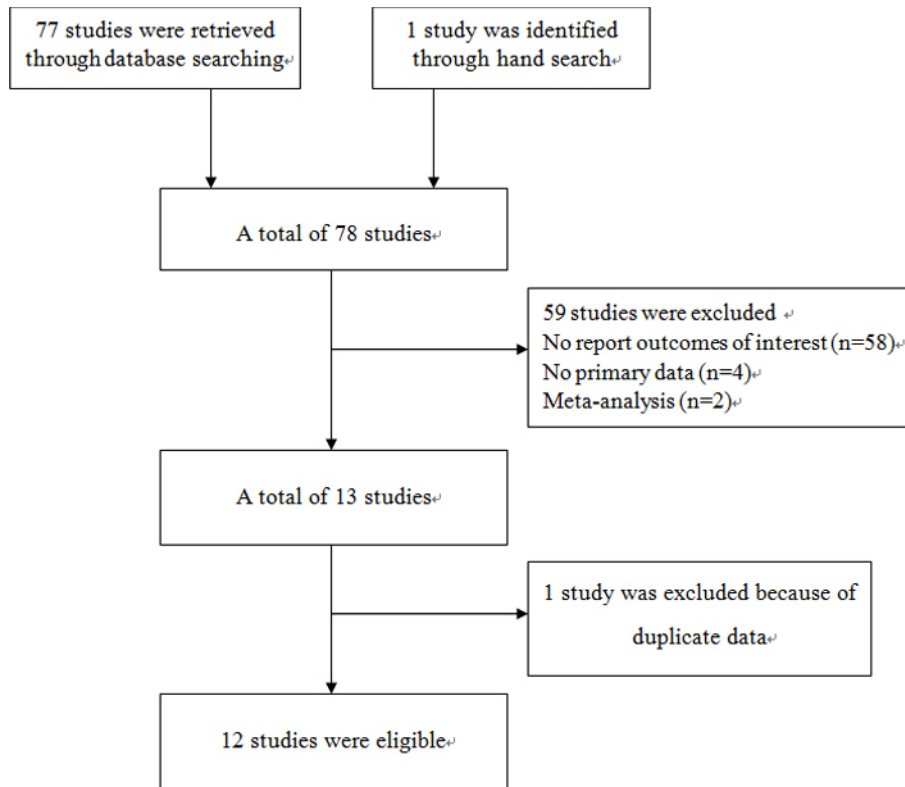 77 studies were retrieved
through database searching↵
1 study was identified
through hand search↵
A total of 78 studies↵
59 studies were excluded ↵
No report outcomes of interest (n=58)↵
No primary data (n=4)↵
Meta-analysis (n=2)↵
A total of 13 studies↵
1 study was excluded because of
duplicate data↵
12 studies were eligible↵